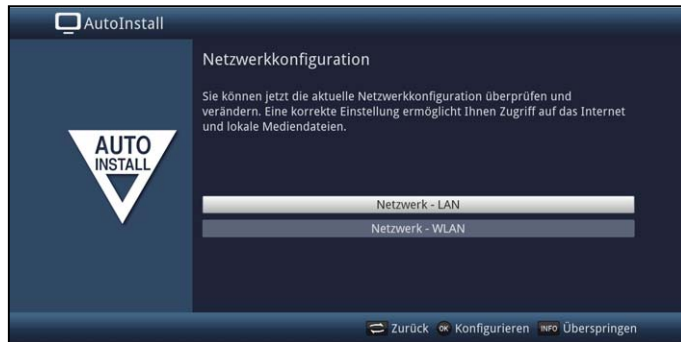 AutoInstall
Netzwerkkonfiguration
Sie können jetzt die aktuelle Netzwerkkonfiguration überprüfen und
verändern. Eine korrekte Einstellung ermöglicht Ihnen Zugriff auf das Internet
und lokale Mediendateien.
AUTO
INSTALL
Netzwerk - LAN
Netzwerk - WLAN
Zurück OK Konfigurieren INFO Überspringen